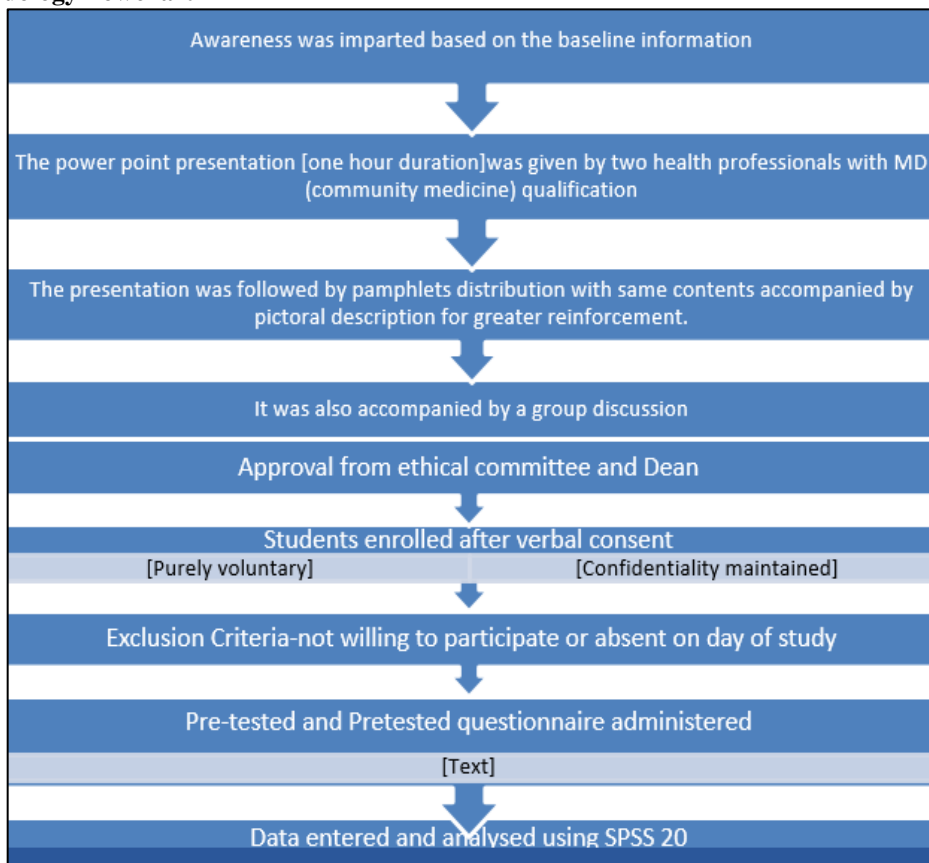 Awareness was imparted based on the baseline information
The power point presentation [one hour duration]was given by two health professionals with MD
(community medicine) qualification
The presentation was followed by pamphlets distribution with same contents accompanied by
pictoral description for greater reinforcement.
It was also accompanied by a group discussion
Approval from ethical committee and Dean
Students enrolled after verbal consent
[Purely voluntary] [Confidentiality maintained]
Exclusion Criteria-not willing to participate or absent on day of study
Pre-tested and Pretested questionnaire administered
[Text]
Data entered and analysed using SPSS 20